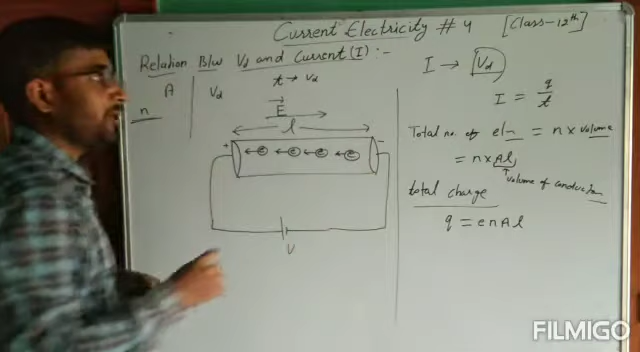 Current Electricity # 4 [Class-12th]
Relation B/w Vd and Current (I) :-
A
n
Vd
t → Vd
E
l
+ -
e e e e
V
I → Vd
I = q/t
Total no. of eln = n × volume
= n × Al
volume of conductor
total charge
q = enAl
FILMIGO